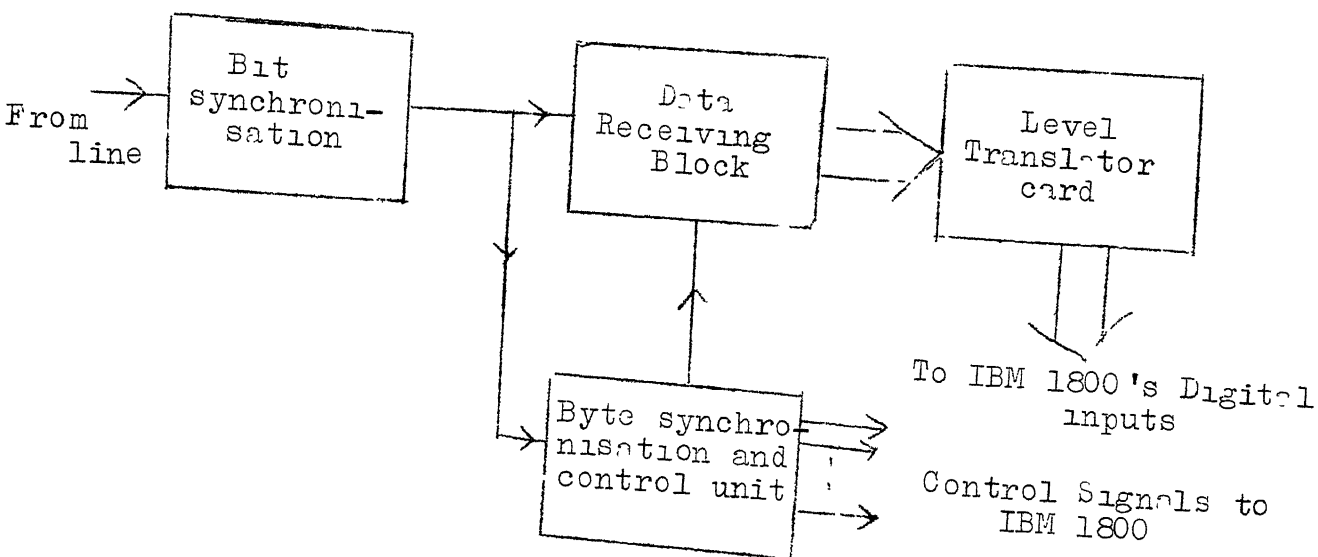 From
line
Bit
synchroni-
sation
Data
Receiving
Block
Level
Translator
card
To IBM 1800's Digital
inputs
Byte synchro-
nisation and
control unit
Control Signals to
IBM 1800